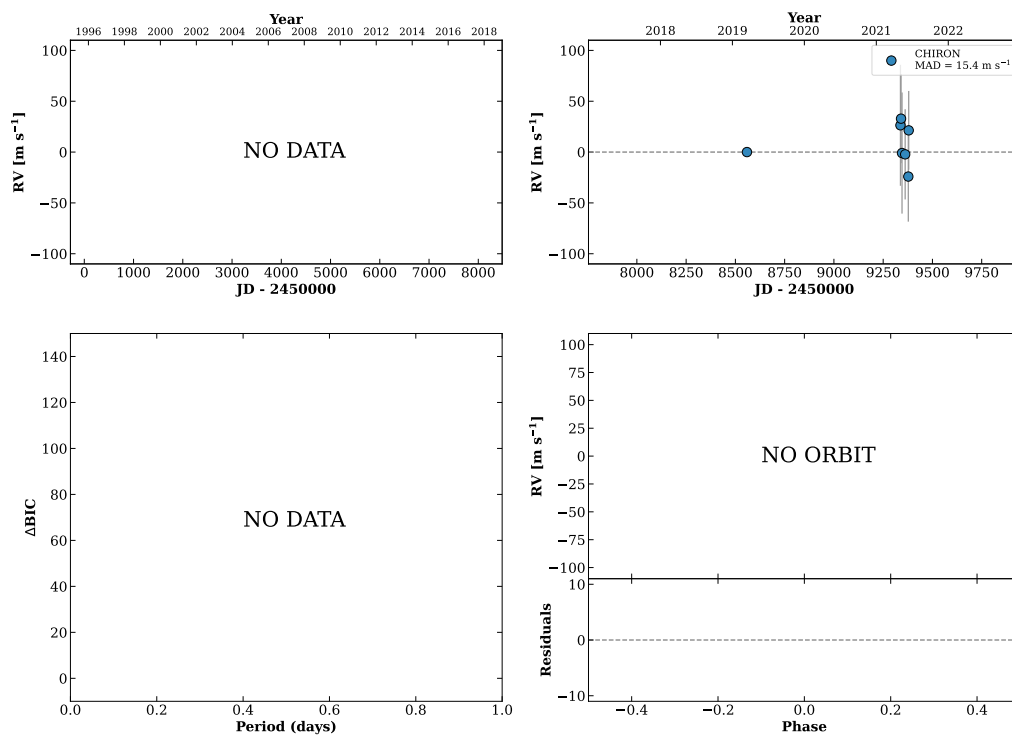 Year
1996 1998 2000 2002 2004 2006 2008 2010 2012 2014 2016 2018
100
50
0
−50
−100
RV [m s⁻¹]
NO DATA
0 1000 2000 3000 4000 5000 6000 7000 8000
JD - 2450000
Year
2018 2019 2020 2021 2022
100
50
0
−50
−100
RV [m s⁻¹]
CHIRON
MAD = 15.4 m s⁻¹
8000 8250 8500 8750 9000 9250 9500 9750
JD - 2450000
140
120
100
80
60
40
20
0
ΔBIC
NO DATA
0.0 0.2 0.4 0.6 0.8 1.0
Period (days)
100
75
50
25
0
−25
−50
−75
−100
RV [m s⁻¹]
NO ORBIT
10
0
−10
Residuals
−0.4 −0.2 0.0 0.2 0.4
Phase